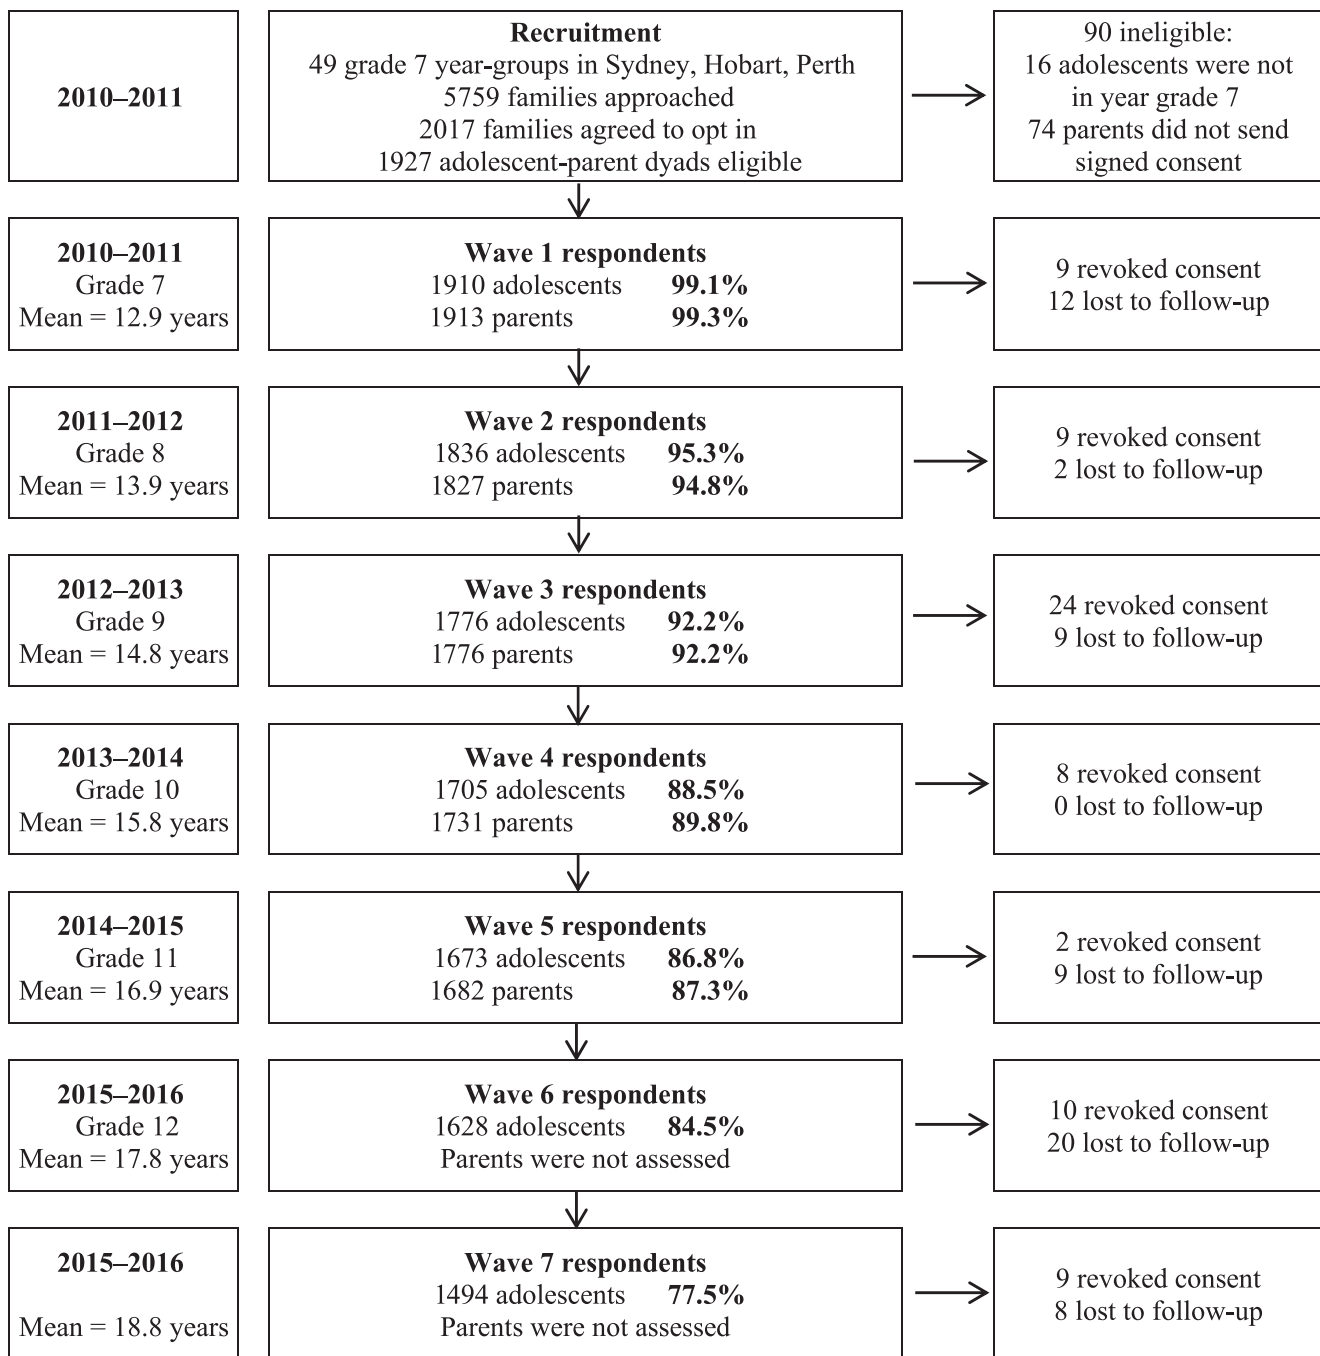 2010–2011
Recruitment
49 grade 7 year-groups in Sydney, Hobart, Perth
5759 families approached
2017 families agreed to opt in
1927 adolescent-parent dyads eligible
90 ineligible:
16 adolescents were not
in year grade 7
74 parents did not send
signed consent
2010–2011
Grade 7
Mean = 12.9 years
Wave 1 respondents
1910 adolescents 99.1%
1913 parents 99.3%
9 revoked consent
12 lost to follow-up
2011–2012
Grade 8
Mean = 13.9 years
Wave 2 respondents
1836 adolescents 95.3%
1827 parents 94.8%
9 revoked consent
2 lost to follow-up
2012–2013
Grade 9
Mean = 14.8 years
Wave 3 respondents
1776 adolescents 92.2%
1776 parents 92.2%
24 revoked consent
9 lost to follow-up
2013–2014
Grade 10
Mean = 15.8 years
Wave 4 respondents
1705 adolescents 88.5%
1731 parents 89.8%
8 revoked consent
0 lost to follow-up
2014–2015
Grade 11
Mean = 16.9 years
Wave 5 respondents
1673 adolescents 86.8%
1682 parents 87.3%
2 revoked consent
9 lost to follow-up
2015–2016
Grade 12
Mean = 17.8 years
Wave 6 respondents
1628 adolescents 84.5%
Parents were not assessed
10 revoked consent
20 lost to follow-up
2015–2016
Mean = 18.8 years
Wave 7 respondents
1494 adolescents 77.5%
Parents were not assessed
9 revoked consent
8 lost to follow-up